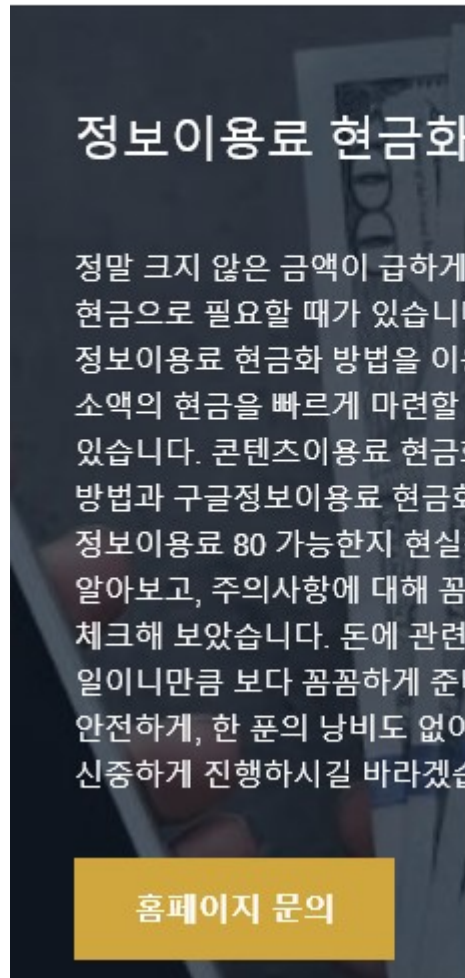 정보이용료 현금화
정말 크지 않은 금액이 급하게
현금으로 필요할 때가 있습니
정보이용료 현금화 방법을
소액의 현금을 빠르게 마련할
있습니다. 콘텐츠이용료
방법과 구글정보이용료
정보이용료 80 가능한지 현실
알아보고, 주의사항에 대해 꼼
체크해 보았습니다. 돈에 관련
일이니만큼 보다 꼼꼼하게
안전하게, 한 푼의 낭비도
신중하게 진행하시길
홈페이지 문의
100